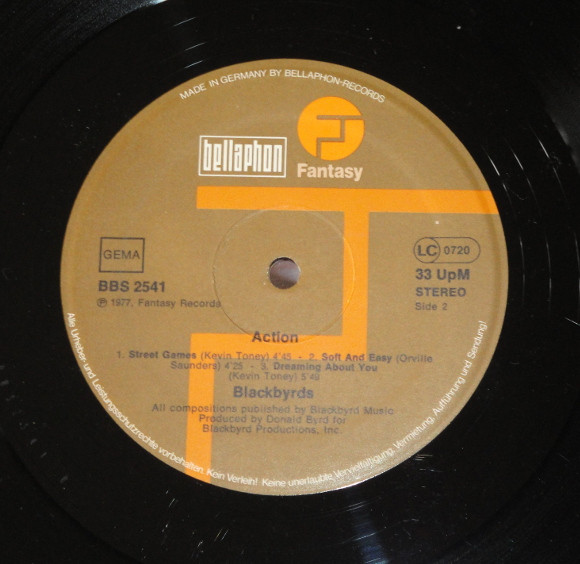 MADE IN GERMANY BY BELLAPHON-RECORDS
bellaphon
Fantasy
GEMA
BBS 2541
℗ 1977, Fantasy Records
LC 0720
33 UpM
STEREO
Side 2
Action
1. Street Games (Kevin Toney) 4'45 - 2. Soft And Easy (Orville
Saunders) 4'25 - 3. Dreaming About You
(Kevin Toney) 5'49
Blackbyrds
All compositions published by Blackbyrd Music
Produced by Donald Byrd for
Blackbyrd Productions, Inc.
Alle Urheber- und Leistungsschutzrechte vorbehalten. Kein Verleih! Keine unerlaubte Vervielfältigung, Vermietung, Aufführung und Sendung!